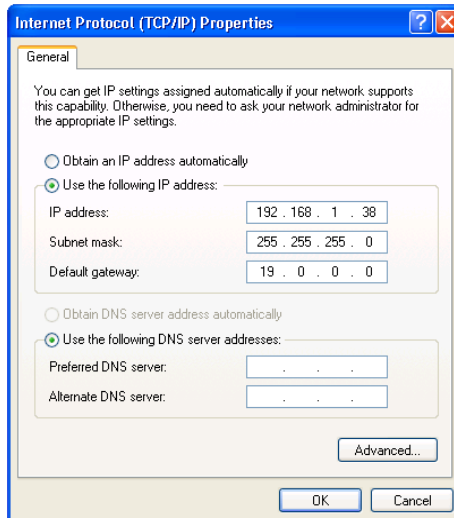 Internet Protocol (TCP/IP) Properties
General
You can get IP settings assigned automatically if your network supports
this capability. Otherwise, you need to ask your network administrator for
the appropriate IP settings.
Obtain an IP address automatically
Use the following IP address:
IP address: 192 . 168 . 1 . 38
Subnet mask: 255 . 255 . 255 . 0
Default gateway: 19 . 0 . 0 . 0
Obtain DNS server address automatically
Use the following DNS server addresses:
Preferred DNS server: . . .
Alternate DNS server: . . .
Advanced...
OK Cancel